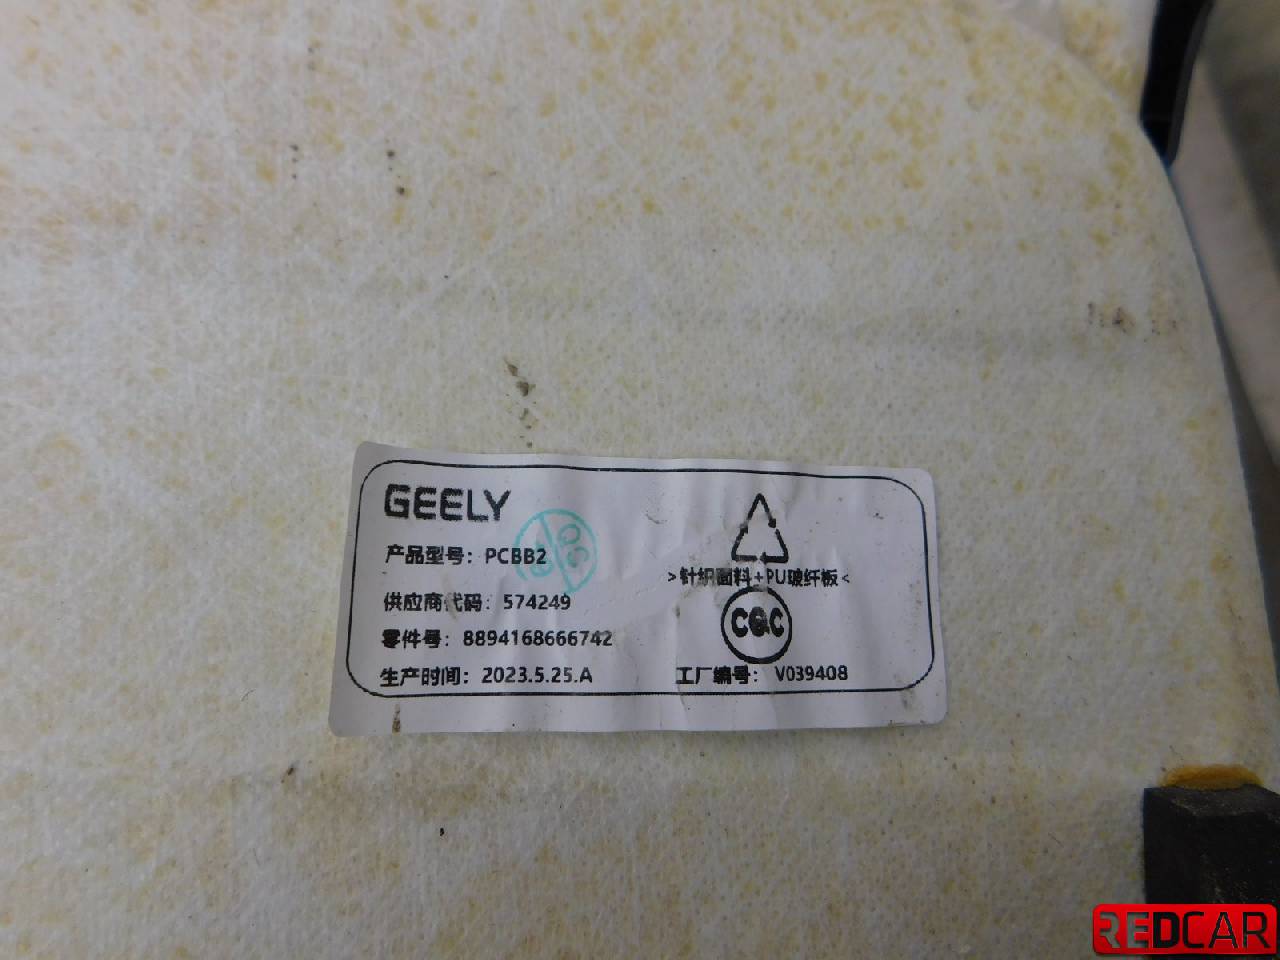 GEELY
产品型号: PCBB2
供应商代码: 574249
零件号: 8894168666742
生产时间: 2023.5.25.A
>针织面料+PU玻纤板<
CQC
工厂编号: V039408
REDCAR